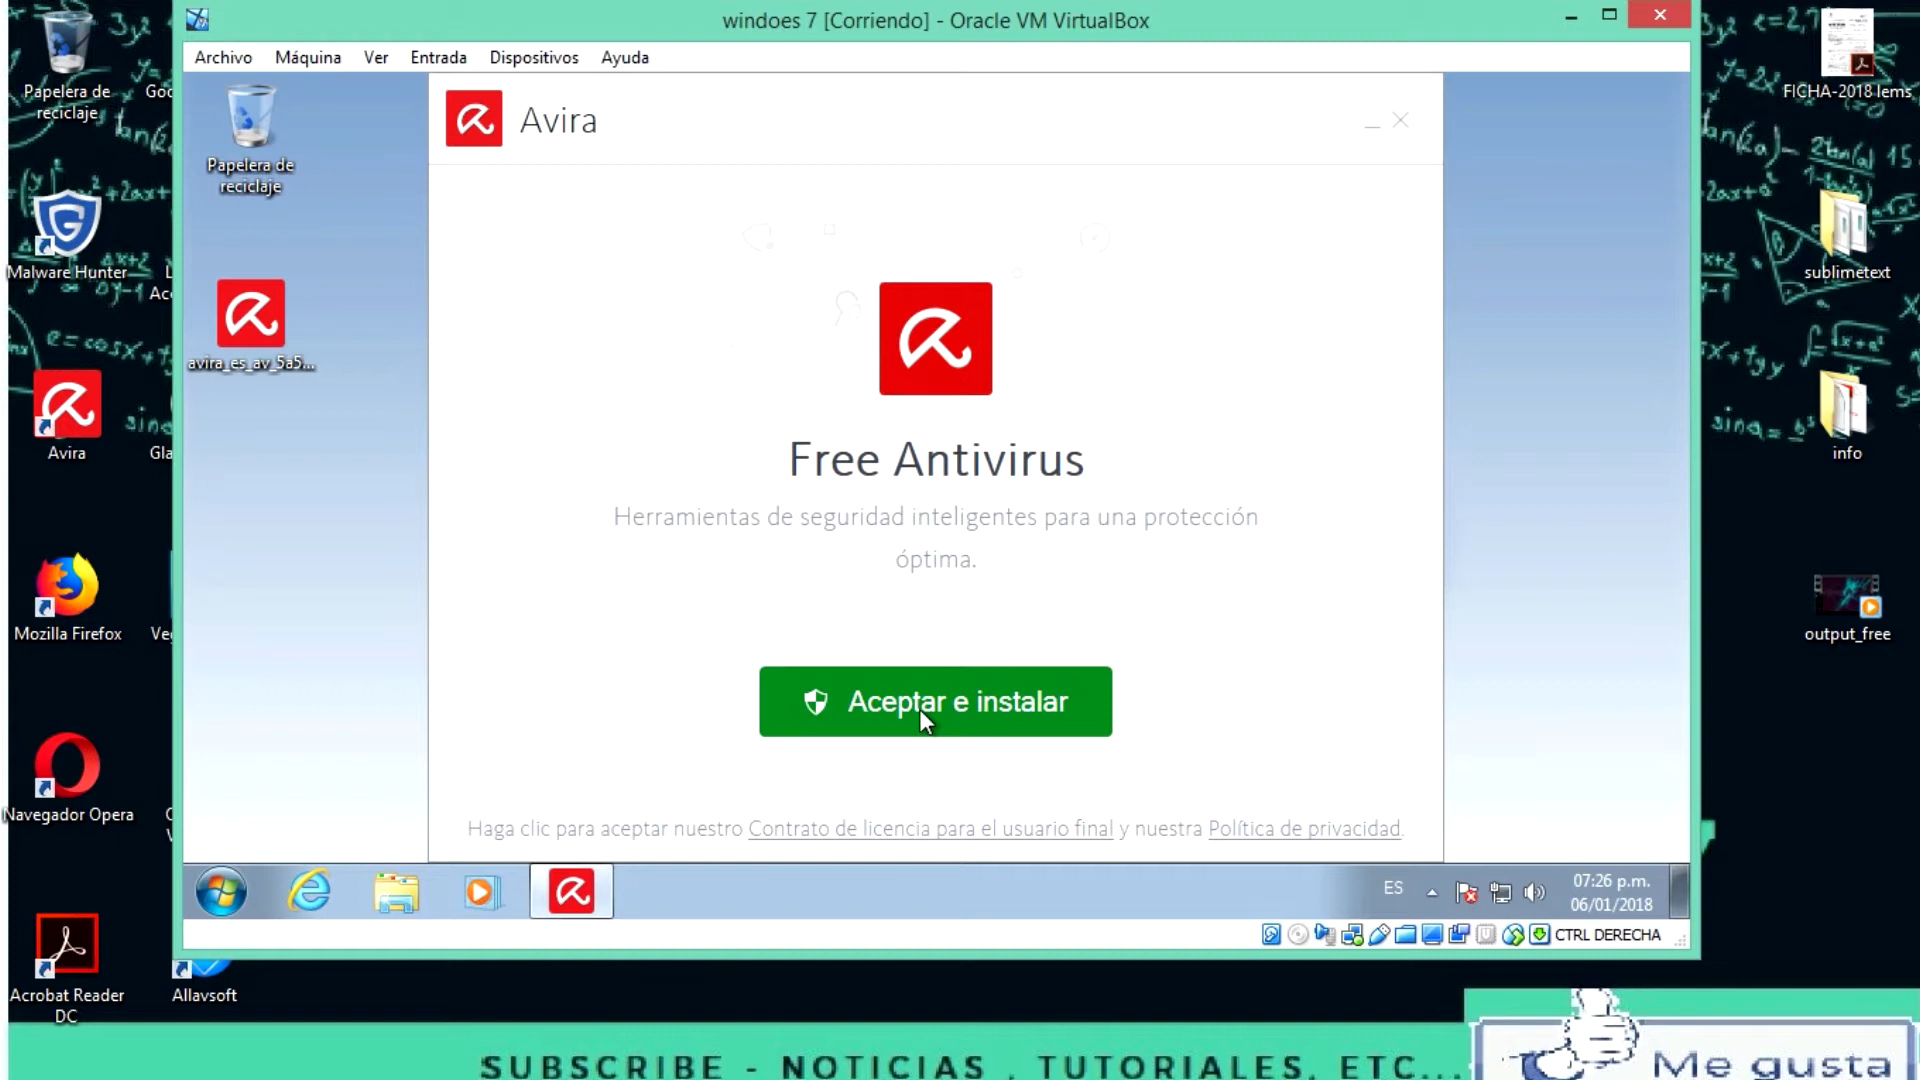 windoes 7 [Corriendo] - Oracle VM VirtualBox
Archivo Máquina Ver Entrada Dispositivos Ayuda
Papelera de
reciclaje
Malware Hunter
Avira
Mozilla Firefox
Navegador Opera
Acrobat Reader
DC
Allavsoft
Papelera de
reciclaje
avira_es_av_5a5...
Avira
Free Antivirus
Herramientas de seguridad inteligentes para una protección
óptima.
Aceptar e instalar
Haga clic para aceptar nuestro Contrato de licencia para el usuario final y nuestra Política de privacidad.
ES
07:26 p.m.
06/01/2018
CTRL DERECHA
FICHA-2018 lems
sublimetext
info
output_free
SUBSCRIBE - NOTICIAS , TUTORIALES, ETC...
Me gusta